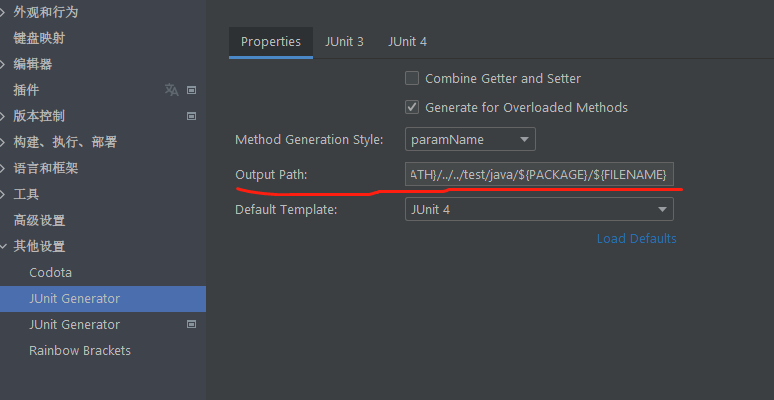 外观和行为
键盘映射
编辑器
插件
版本控制
构建、执行、部署
语言和框架
工具
高级设置
其他设置
Codota
JUnit Generator
JUnit Generator
Rainbow Brackets
Properties JUnit 3 JUnit 4
Combine Getter and Setter
Generate for Overloaded Methods
Method Generation Style: paramName
Output Path: ATH}/../../test/java/${PACKAGE}/${FILENAME}
Default Template: JUnit 4
Load Defaults